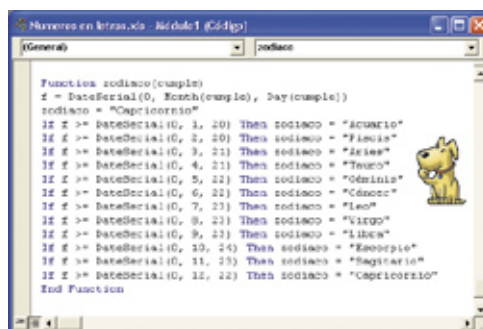 Numeros en letras.xls - Módulo1 (Código)
(General) zodiaco
Function zodiaco(cumple)
f = DateSerial(0, Month(cumple), Day(cumple))
zodiaco = "Capricornio"
If f >= DateSerial(0, 1, 20) Then zodiaco = "Acuario"
If f >= DateSerial(0, 2, 20) Then zodiaco = "Piscis"
If f >= DateSerial(0, 3, 21) Then zodiaco = "Aries"
If f >= DateSerial(0, 4, 21) Then zodiaco = "Tauro"
If f >= DateSerial(0, 5, 22) Then zodiaco = "Géminis"
If f >= DateSerial(0, 6, 22) Then zodiaco = "Cáncer"
If f >= DateSerial(0, 7, 23) Then zodiaco = "Leo"
If f >= DateSerial(0, 8, 23) Then zodiaco = "Virgo"
If f >= DateSerial(0, 9, 23) Then zodiaco = "Libra"
If f >= DateSerial(0, 10, 24) Then zodiaco = "Escorpio"
If f >= DateSerial(0, 11, 23) Then zodiaco = "Sagitario"
If f >= DateSerial(0, 12, 22) Then zodiaco = "Capricornio"
End Function